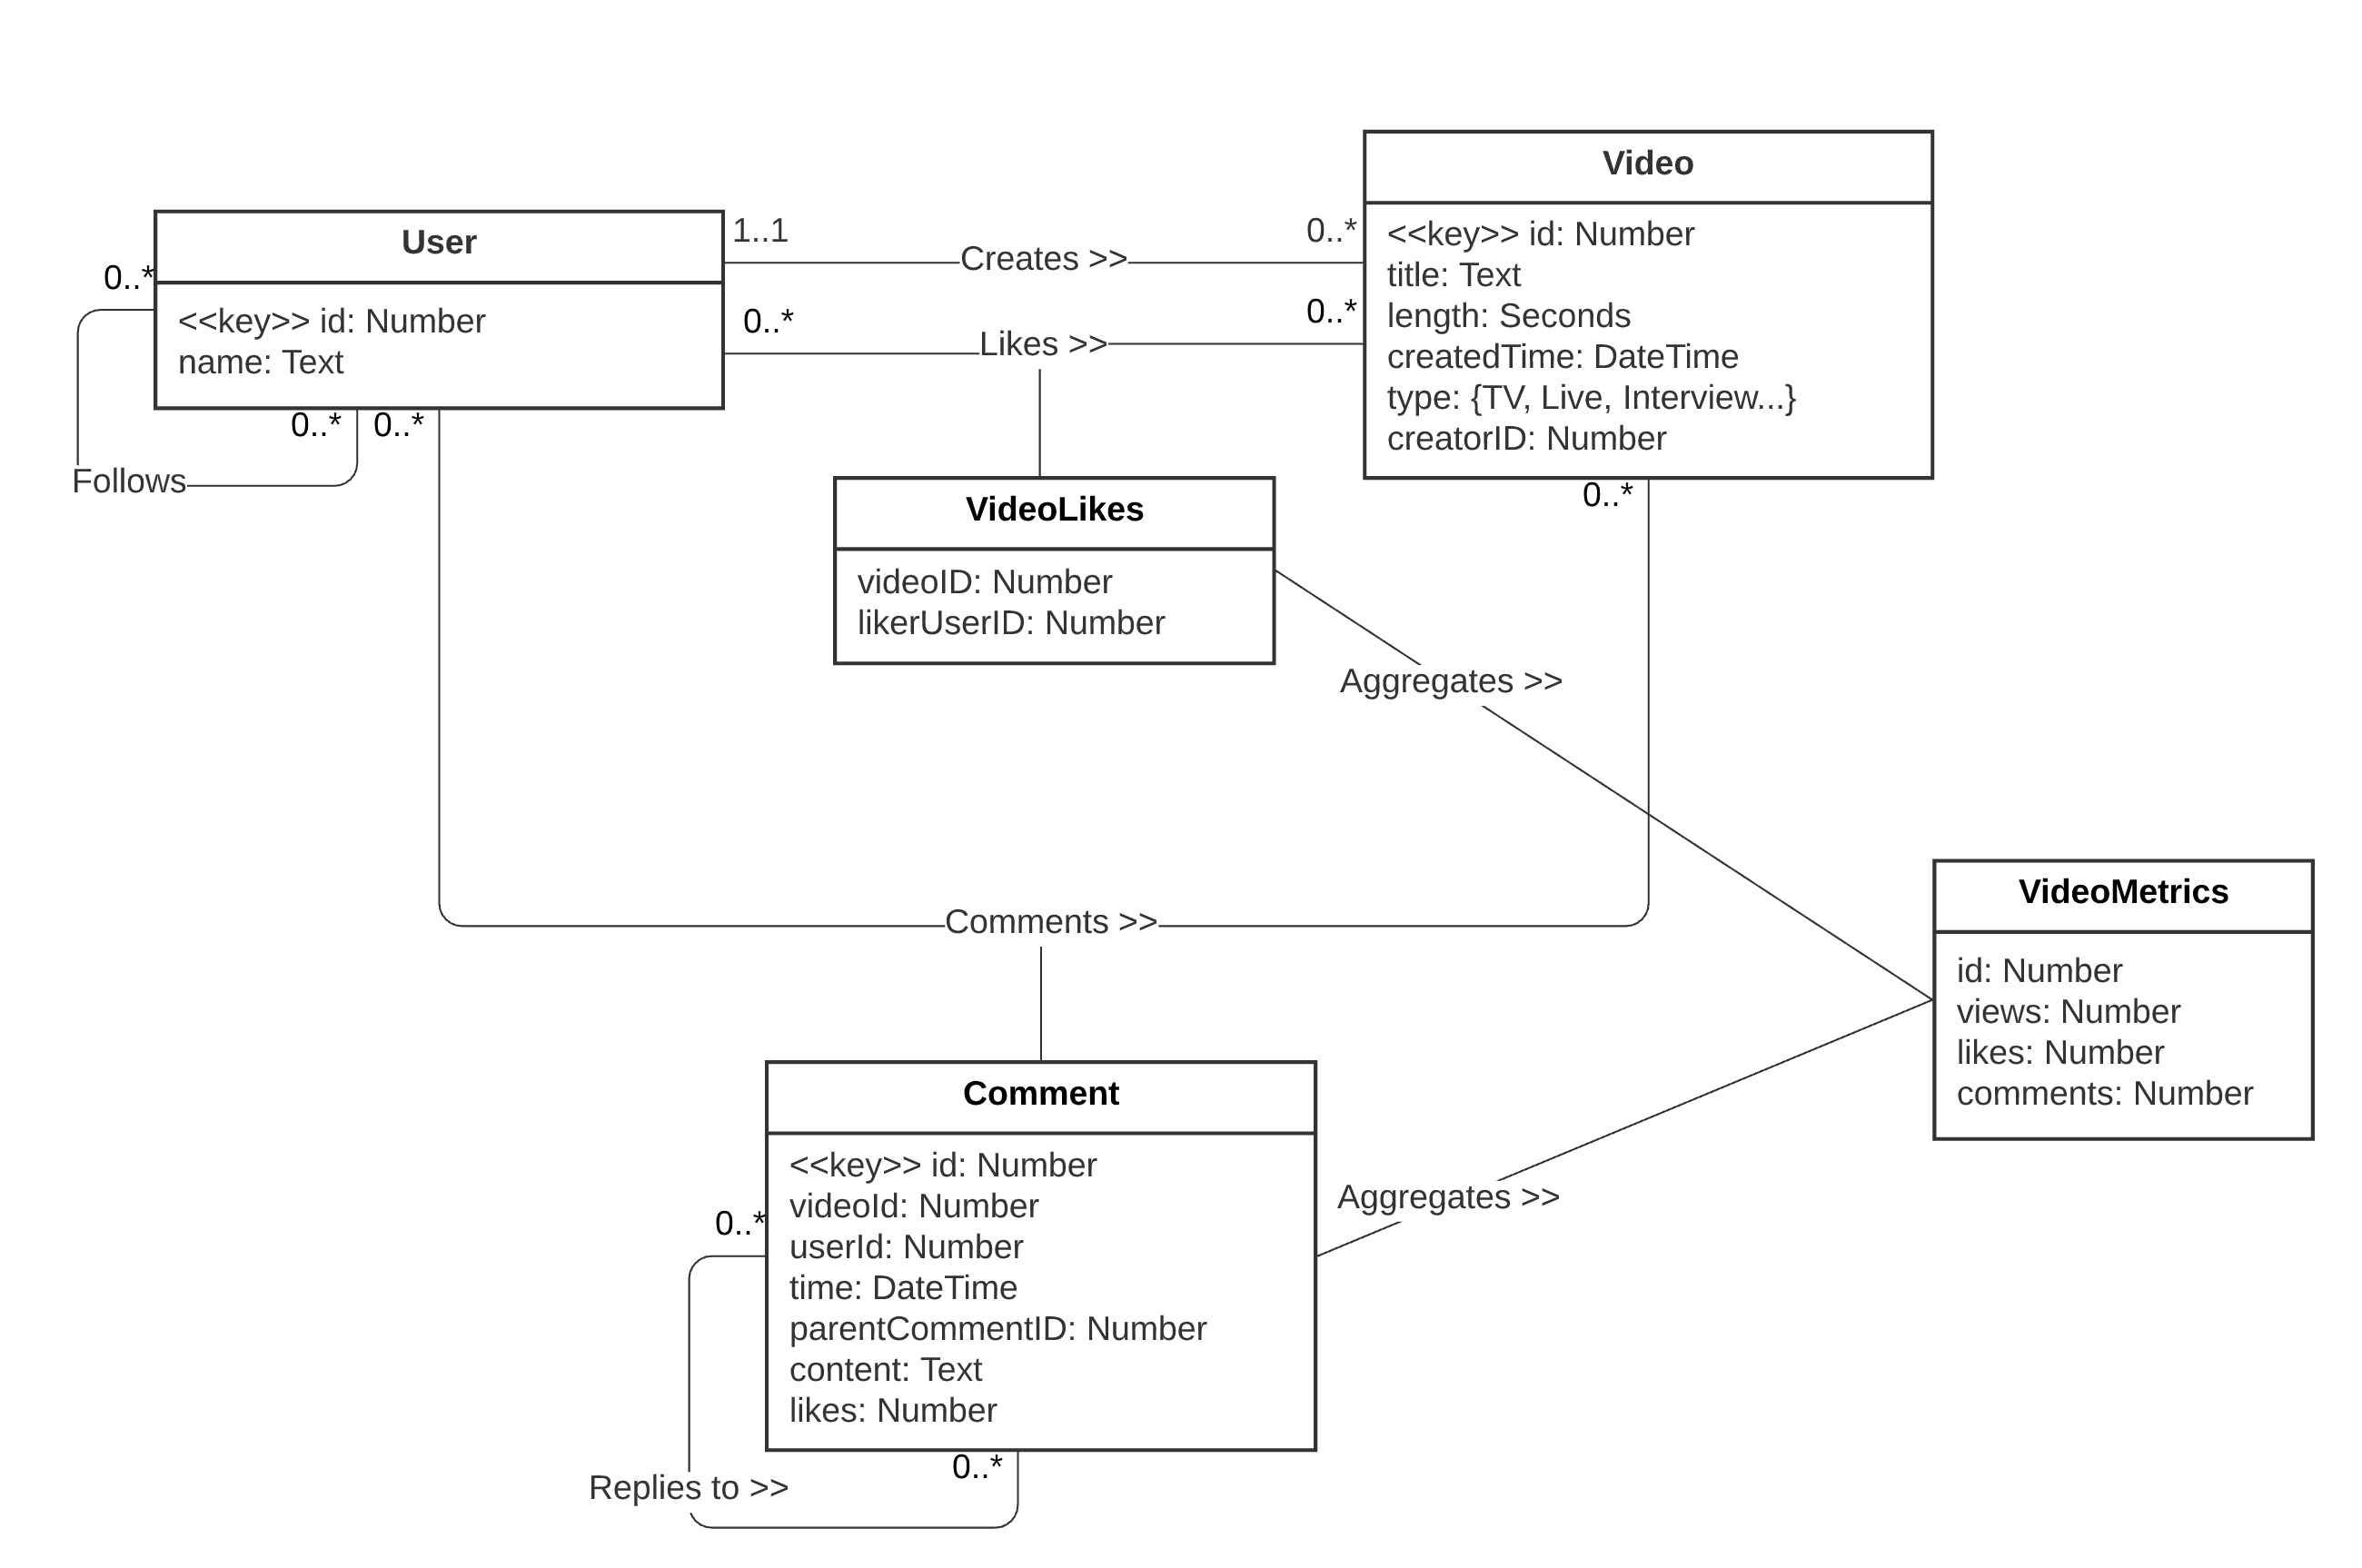 Video
<<key>> id: Number
title: Text
length: Seconds
createdTime: DateTime
type: {TV, Live, Interview...}
creatorID: Number
User
<<key>> id: Number
name: Text
1..1
Creates >>
0..*
0..*
Likes >>
0..*
0..*
0..*
Follows
0..*
0..*
VideoLikes
videoID: Number
likerUserID: Number
Aggregates >>
Comments >>
VideoMetrics
id: Number
views: Number
likes: Number
comments: Number
Comment
<<key>> id: Number
videoId: Number
userId: Number
time: DateTime
parentCommentID: Number
content: Text
likes: Number
Aggregates >>
0..*
Replies to >>
0..*